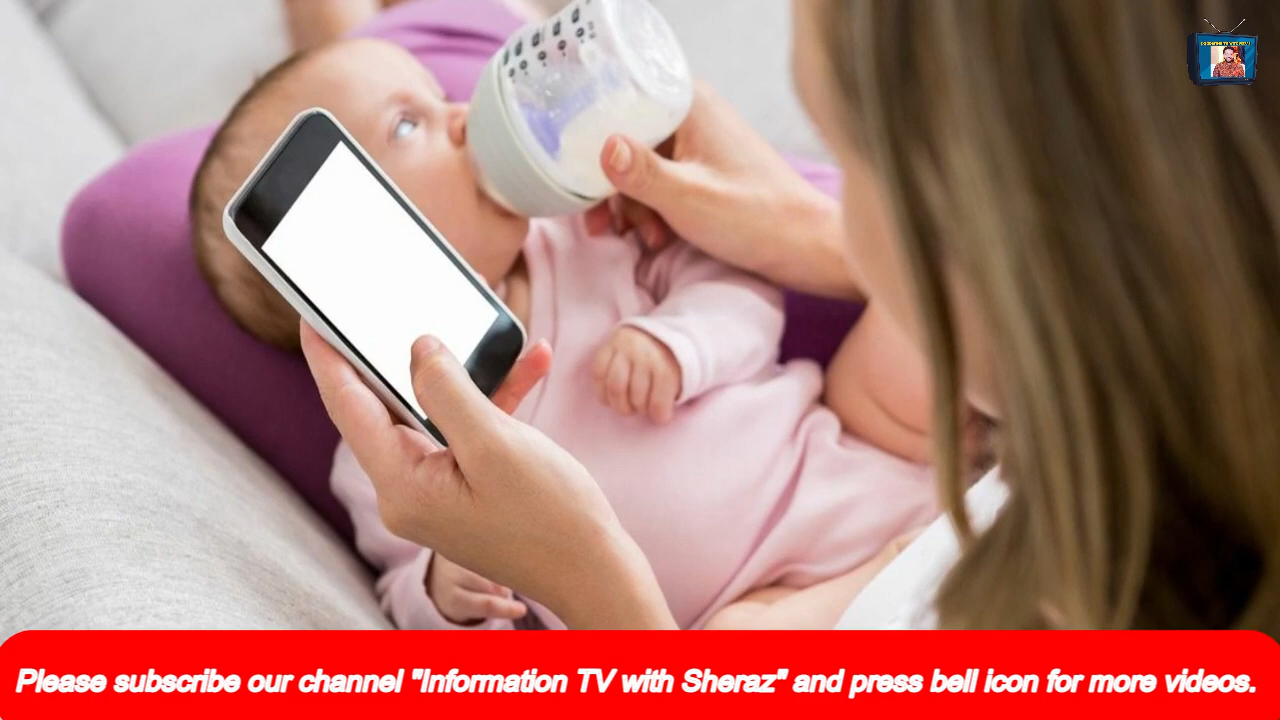 Please subscribe our channel "Information TV with Sheraz" and press bell icon for more videos.